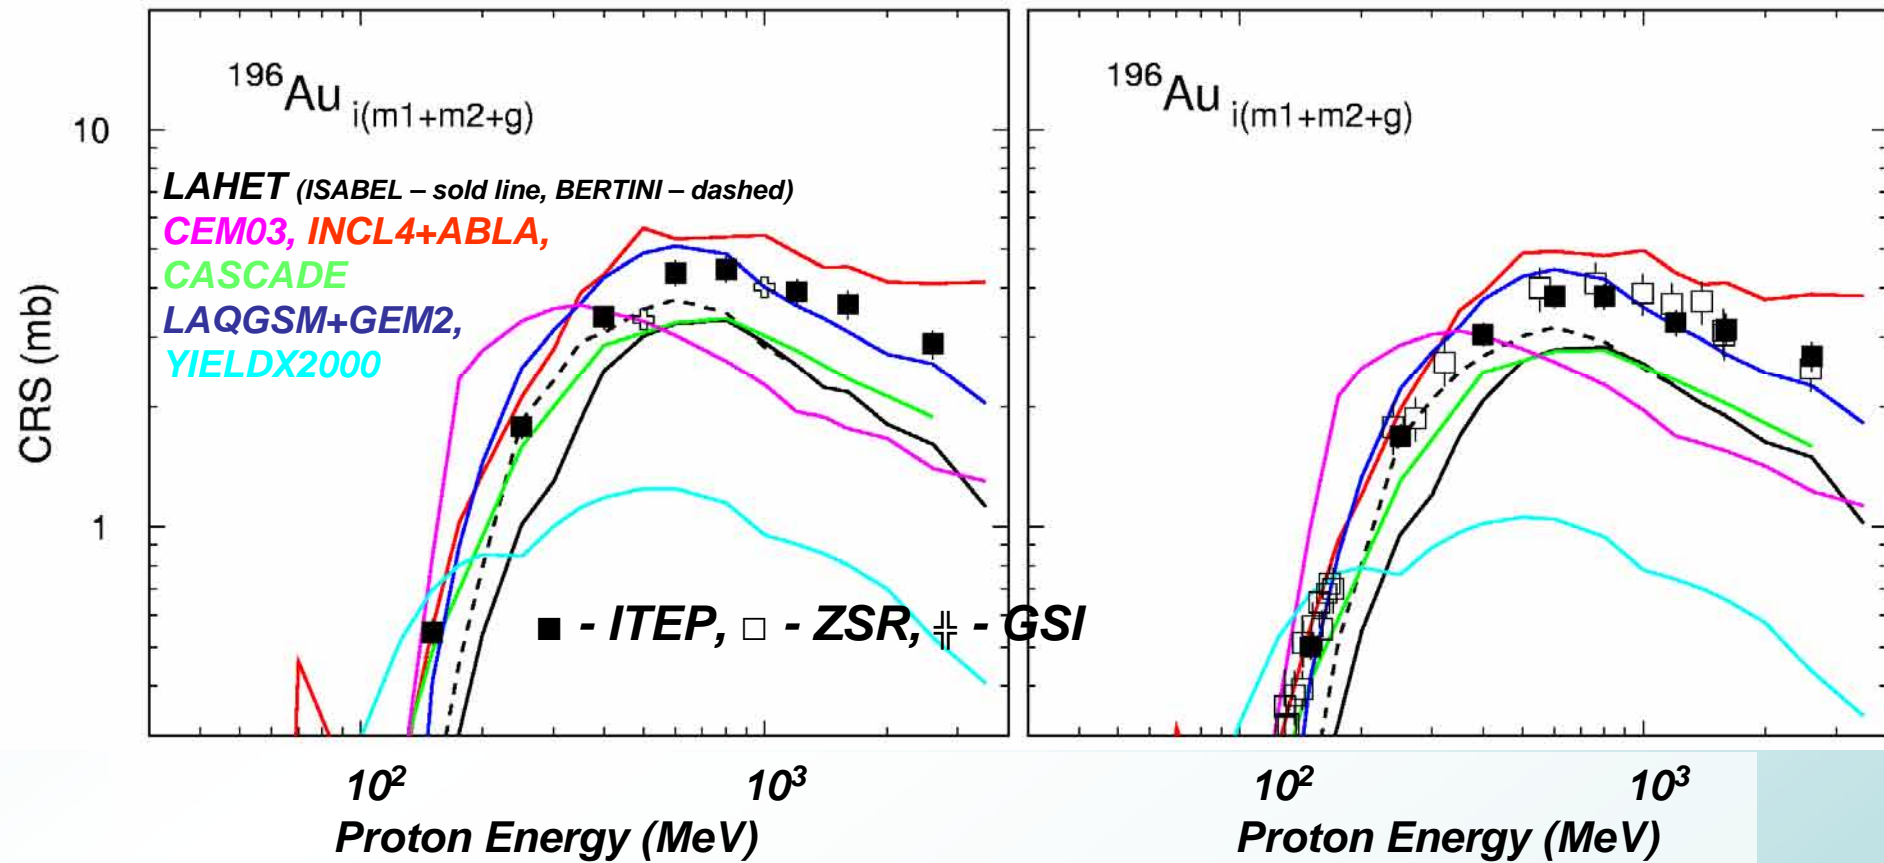 ¹⁹⁶Au i(m1+m2+g)
¹⁹⁶Au i(m1+m2+g)
10
LAHET (ISABEL – sold line, BERTINI – dashed)
CEM03, INCL4+ABLA,
CASCADE
LAQGSM+GEM2,
YIELDX2000
CRS (mb)
1
■ - ITEP, □ - ZSR, ╬ - GSI
10² 10³ 10² 10³
Proton Energy (MeV) Proton Energy (MeV)